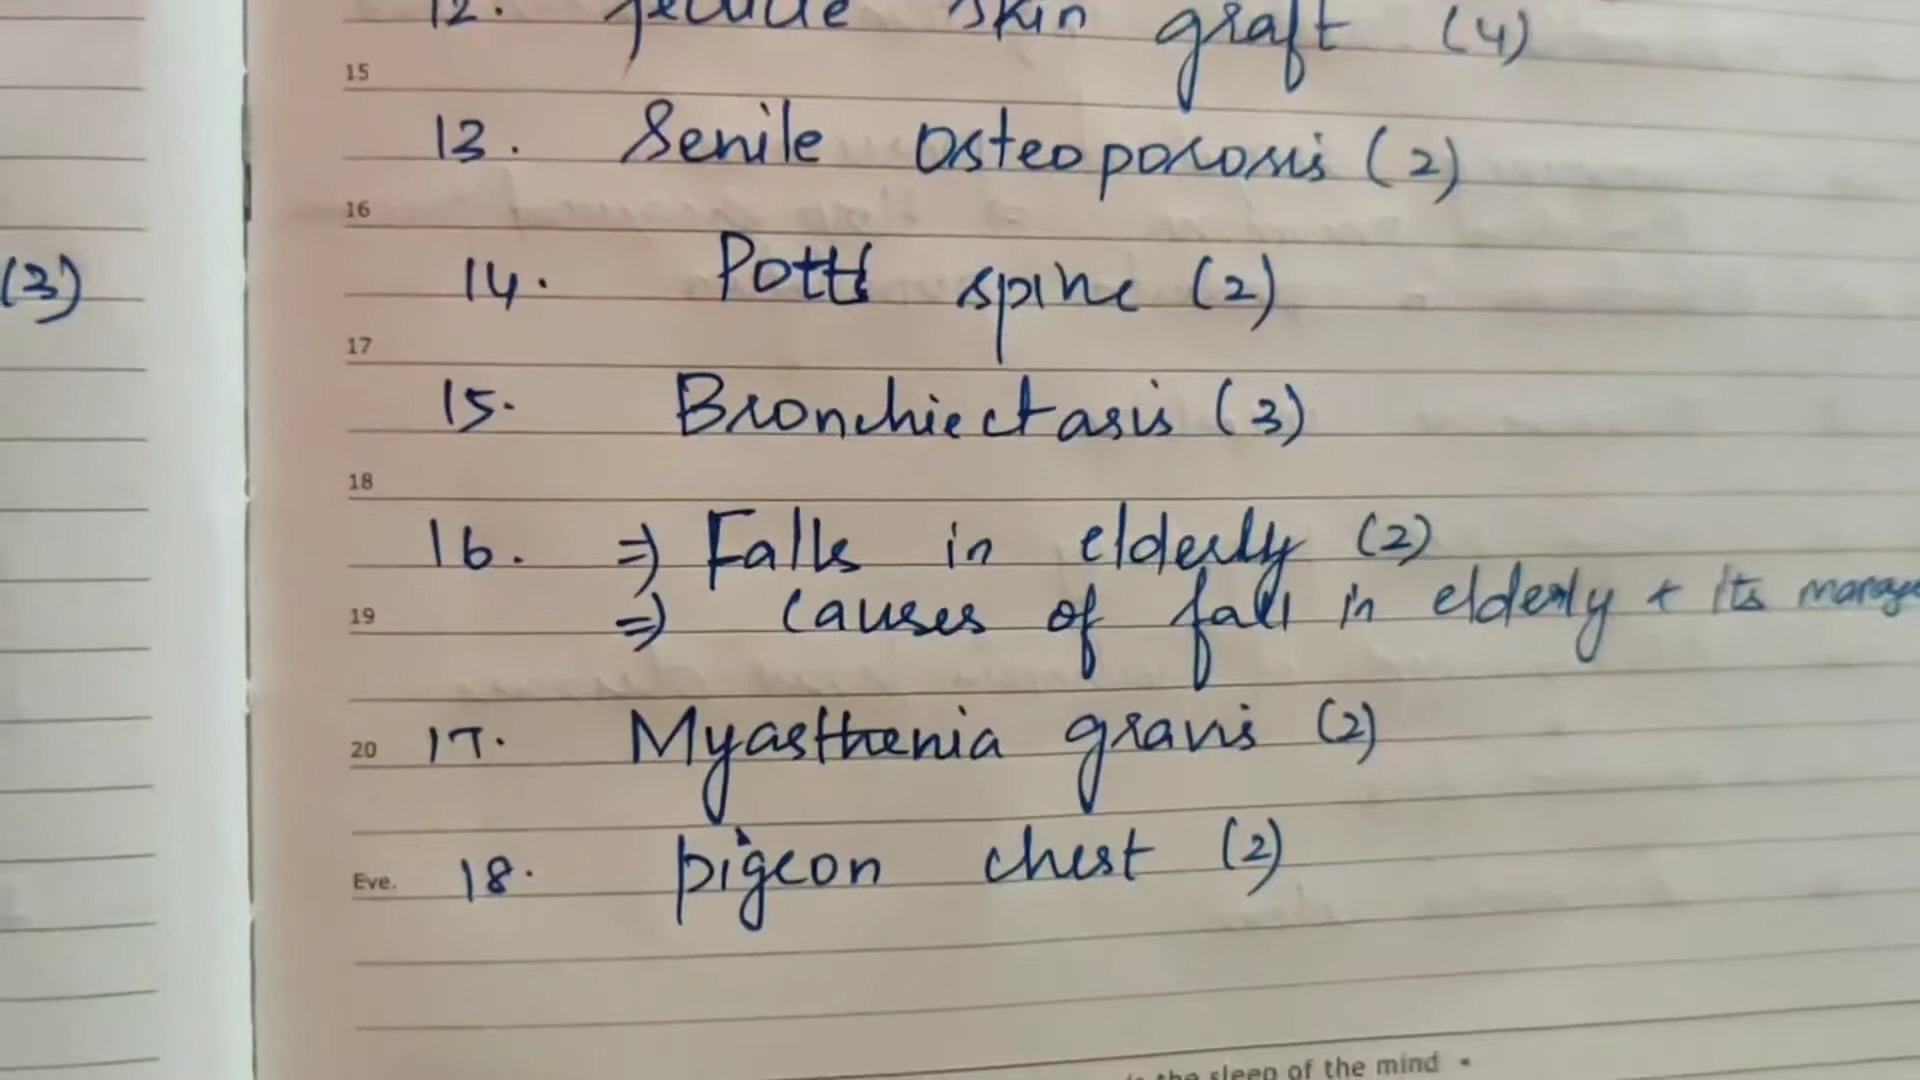 (3)
12. pedicle skin graft (4)
15
13. Senile Osteoporosis (2)
16
14. Potts spine (2)
17
15. Bronchiectasis (3)
18
16. => Falls in elderly (2)
19 => causes of fall in elderly + its manage
20 17. Myasthenia gravis (2)
Eve. 18. pigeon chest (2)
the sleep of the mind